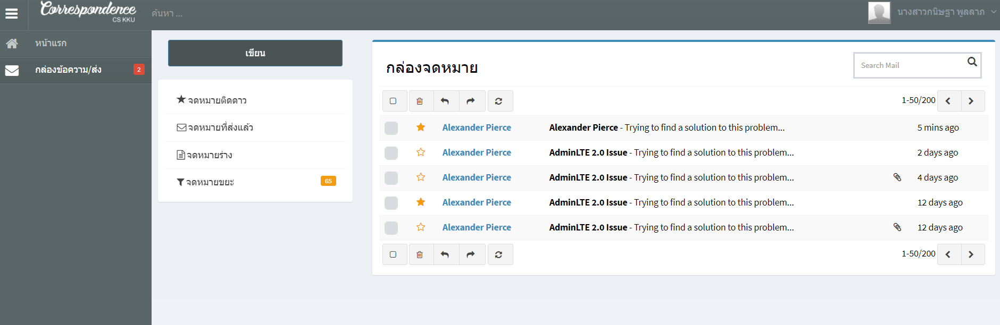 Correspondence
CS KKU
ค้นหา ...
นางสาวกนิษฐา พูลลาภ
หน้าแรก
กล่องข้อความ/ส่ง 2
เขียน
จดหมายติดดาว
จดหมายที่ส่งแล้ว
จดหมายร่าง
จดหมายขยะ 65
กล่องจดหมาย
Search Mail
1-50/200
Alexander Pierce Alexander Pierce - Trying to find a solution to this problem... 5 mins ago
Alexander Pierce AdminLTE 2.0 Issue - Trying to find a solution to this problem... 2 days ago
Alexander Pierce AdminLTE 2.0 Issue - Trying to find a solution to this problem... 4 days ago
Alexander Pierce AdminLTE 2.0 Issue - Trying to find a solution to this problem... 12 days ago
Alexander Pierce AdminLTE 2.0 Issue - Trying to find a solution to this problem... 12 days ago
1-50/200